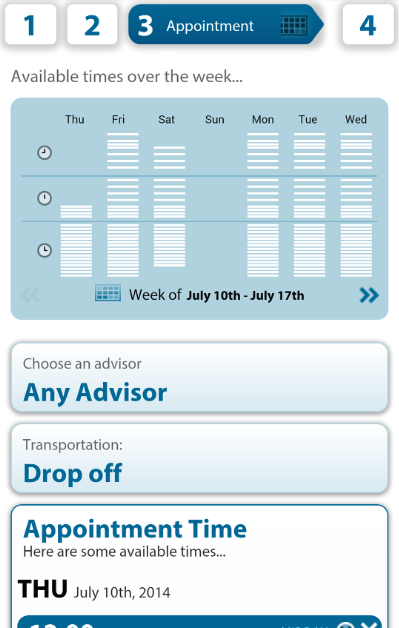 1 2 3 Appointment 4
Available times over the week...
Thu Fri Sat Sun Mon Tue Wed
Week of July 10th - July 17th
Choose an advisor
Any Advisor
Transportation:
Drop off
Appointment Time
Here are some available times...
THU July 10th, 2014